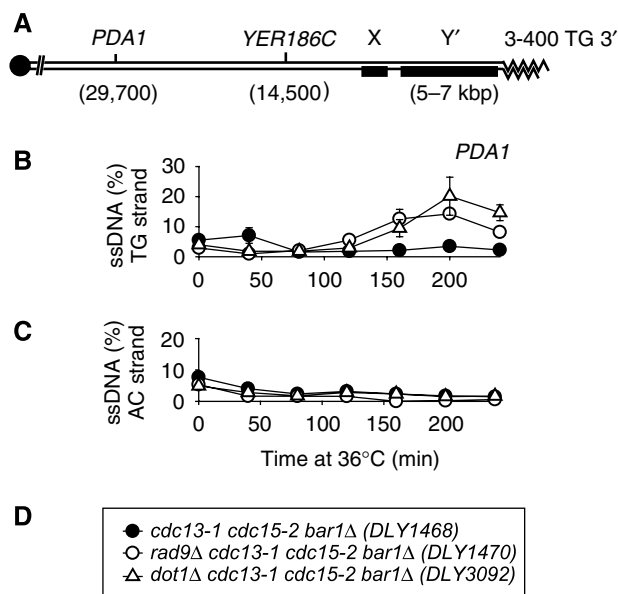 A
PDA1 YER186C X Y′ 3-400 TG 3′
(29,700) (14,500) (5–7 kbp)
B
PDA1
ssDNA (%)
TG strand
30
20
10
0
0 50 100 150 200
C
ssDNA (%)
AC strand
20
10
0
0 50 100 150 200
Time at 36°C (min)
D
cdc13-1 cdc15-2 bar1Δ (DLY1468)
rad9Δ cdc13-1 cdc15-2 bar1Δ (DLY1470)
dot1Δ cdc13-1 cdc15-2 bar1Δ (DLY3092)